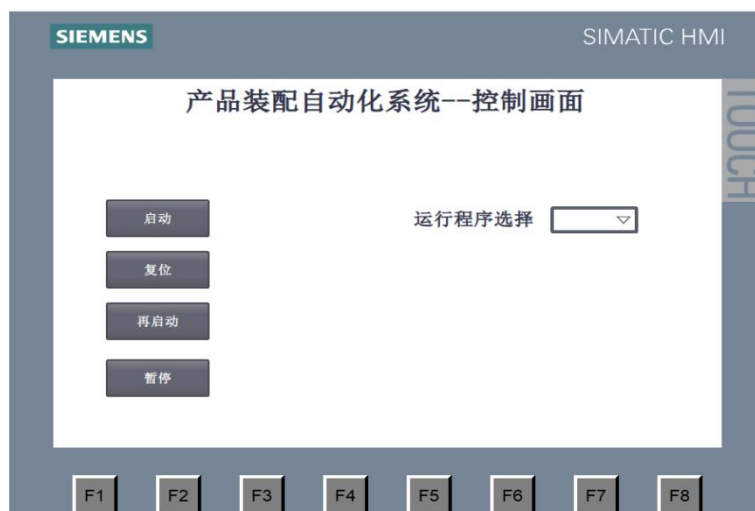 SIEMENS
SIMATIC HMI
TOUCH
产品装配自动化系统--控制画面
启动
运行程序选择
复位
再启动
暂停
F1 F2 F3 F4 F5 F6 F7 F8